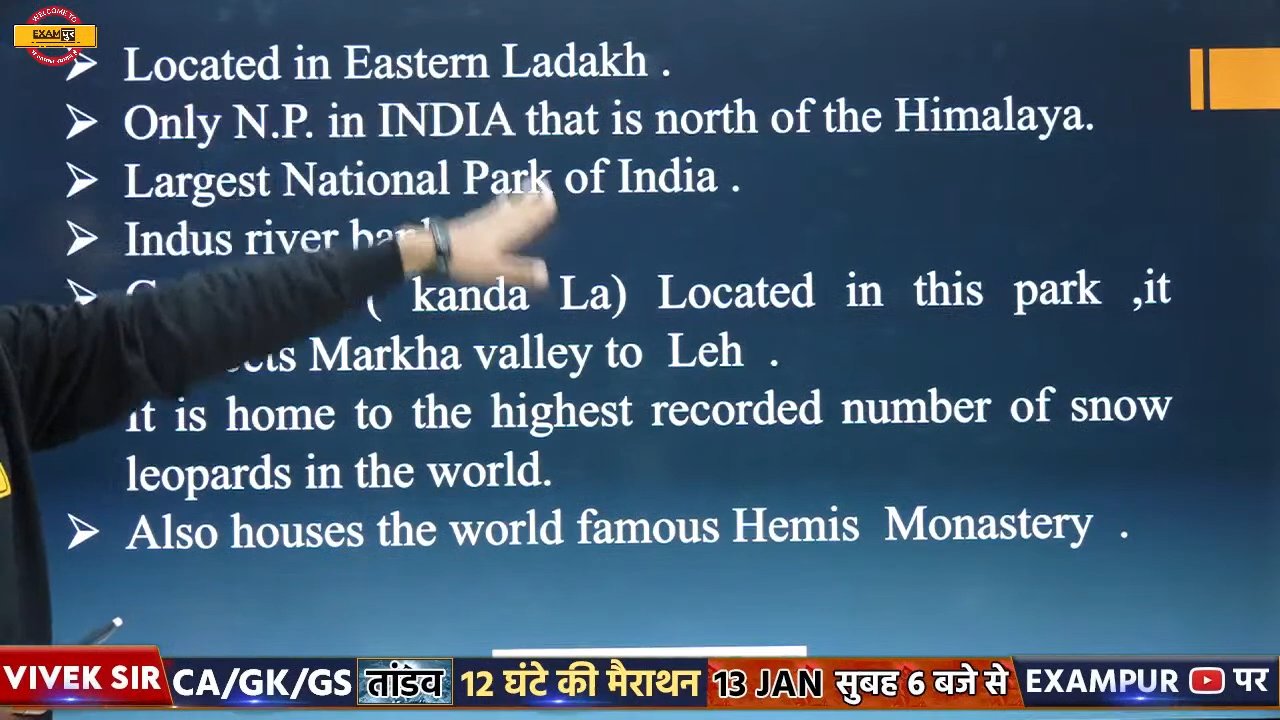 WELCOME TO
EXAMपुर
Located in Eastern Ladakh .
Only N.P. in INDIA that is north of the Himalaya.
Largest National Park of India .
Indus river
( kanda La) Located in this park ,it
Markha valley to Leh .
it is home to the highest recorded number of snow
leopards in the world.
Also houses the world famous Hemis Monastery .
VIVEK SIR CA/GK/GS तांडव 12 घंटे की मैराथन 13 JAN सुबह 6 बजे से EXAMPUR पर